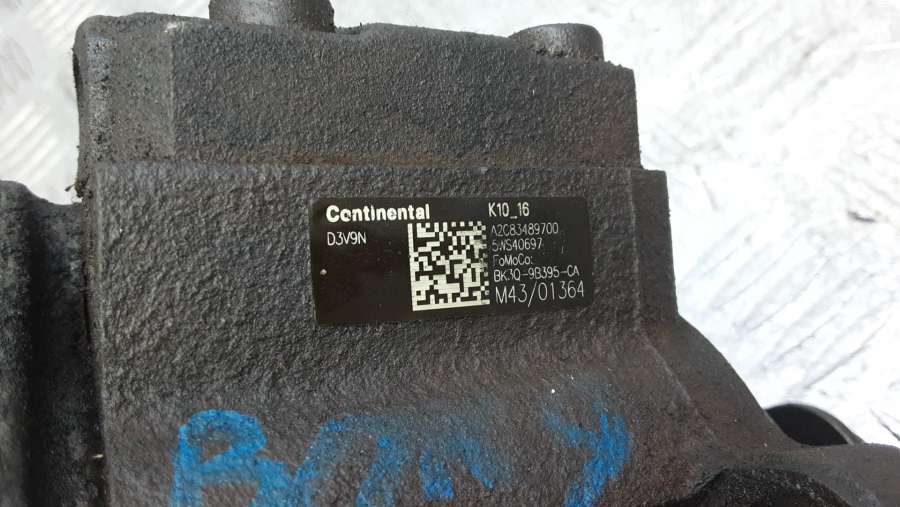 Continental
K10_16
D3V9N
A2C83489700
5WS40697
FoMoCo:
BK3Q-9B395-CA
M43/01364